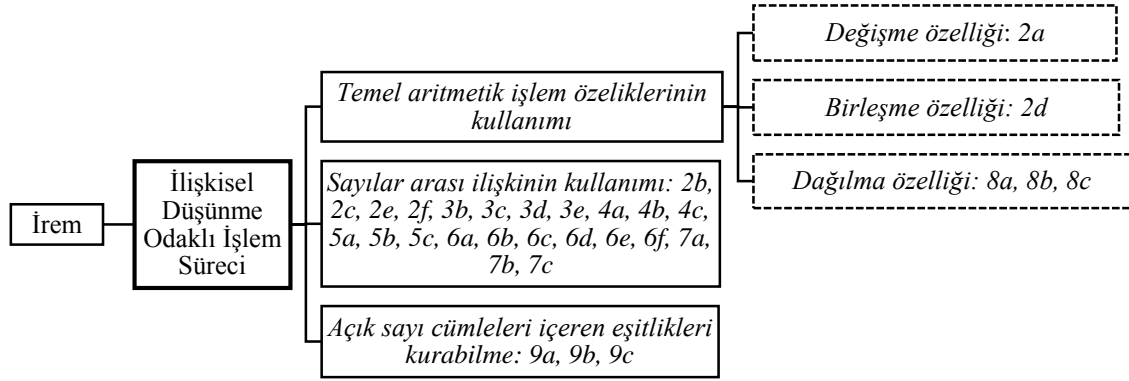 İrem
İlişkisel
Düşünme
Odaklı İşlem
Süreci
Temel aritmetik işlem özeliklerinin
kullanımı
Değişme özelliği: 2a
Birleşme özelliği: 2d
Dağılma özelliği: 8a, 8b, 8c
Sayılar arası ilişkinin kullanımı: 2b,
2c, 2e, 2f, 3b, 3c, 3d, 3e, 4a, 4b, 4c,
5a, 5b, 5c, 6a, 6b, 6c, 6d, 6e, 6f, 7a,
7b, 7c
Açık sayı cümleleri içeren eşitlikleri
kurabilme: 9a, 9b, 9c